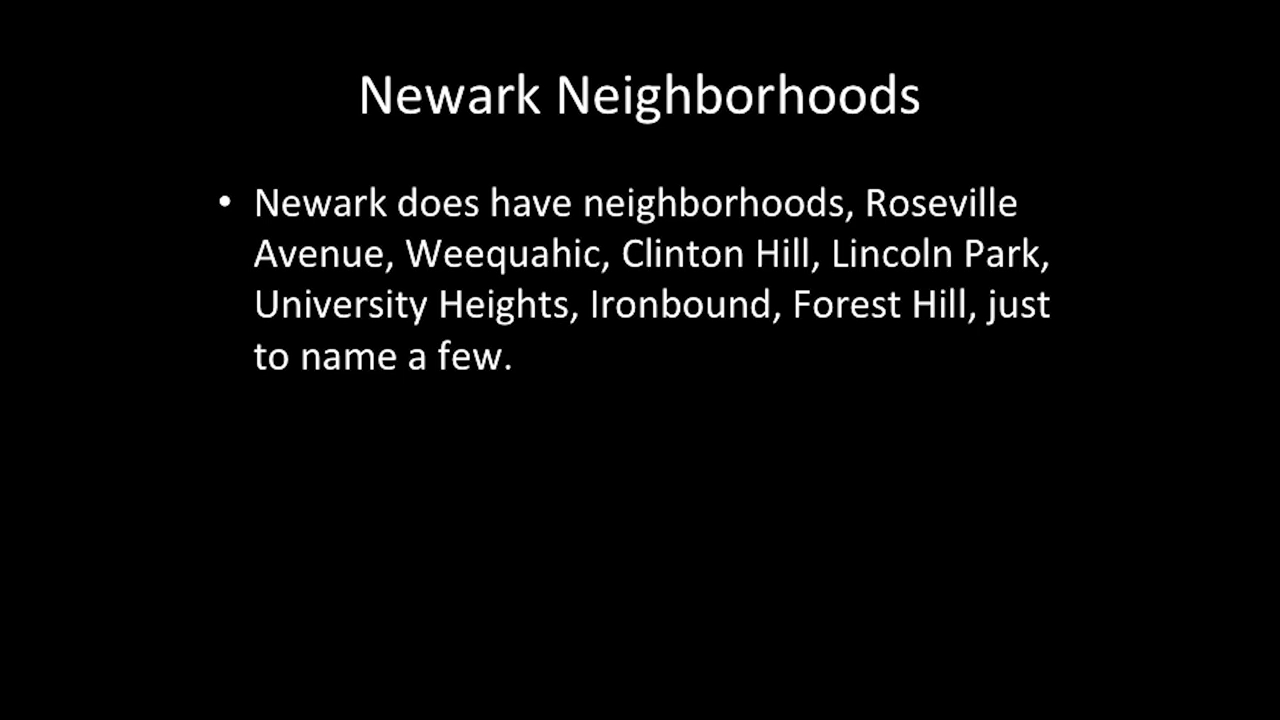 Newark Neighborhoods
• Newark does have neighborhoods, Roseville
Avenue, Weequahic, Clinton Hill, Lincoln Park,
University Heights, Ironbound, Forest Hill, just
to name a few.